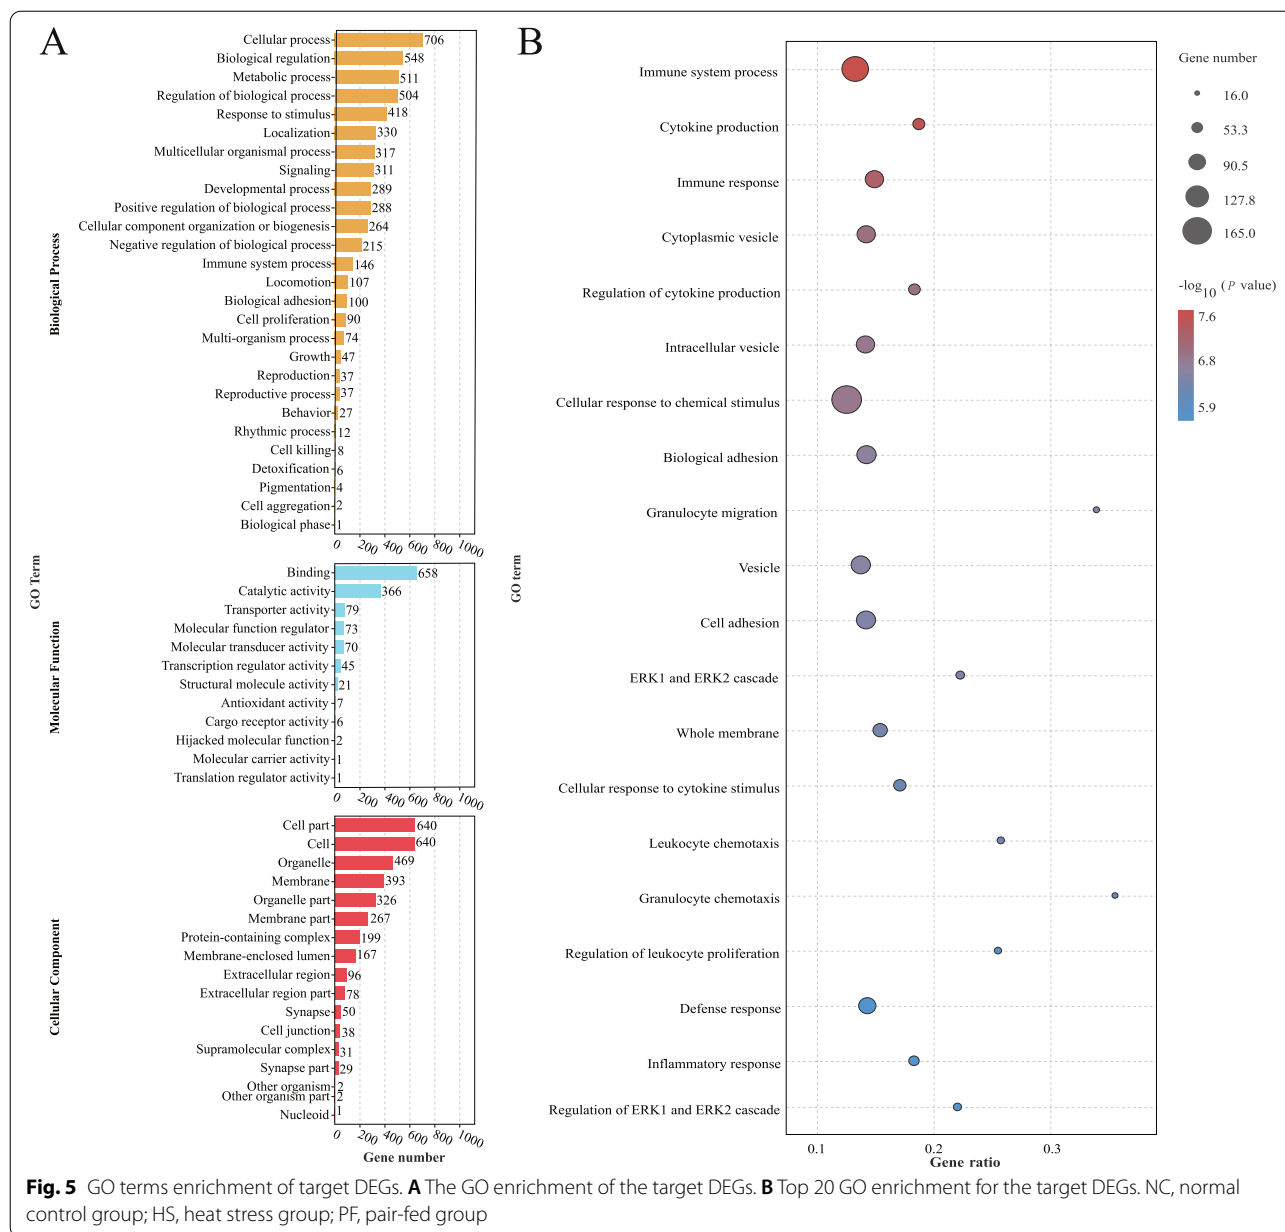 A
Biological Process
Cellular process 706
Biological regulation 548
Metabolic process 511
Regulation of biological process 504
Response to stimulus 418
Localization 330
Multicellular organismal process 317
Signaling 311
Developmental process 289
Positive regulation of biological process 288
Cellular component organization or biogenesis 264
Negative regulation of biological process 215
Immune system process 146
Locomotion 107
Biological adhesion 100
Cell proliferation 90
Multi-organism process 74
Growth 47
Reproduction 37
Reproductive process 37
Behavior 27
Rhythmic process 12
Cell killing 8
Detoxification 6
Pigmentation 4
Cell aggregation 2
Biological phase 1
0 200 400 600 800 1000
GO Term
Molecular Function
Binding 658
Catalytic activity 366
Transporter activity 79
Molecular function regulator 73
Molecular transducer activity 70
Transcription regulator activity 45
Structural molecule activity 21
Antioxidant activity 7
Cargo receptor activity 6
Hijacked molecular function 2
Molecular carrier activity 1
Translation regulator activity 1
0 200 400 600 800 1000
Cellular Component
Cell part 640
Cell 640
Organelle 469
Membrane 393
Organelle part 326
Membrane part 267
Protein-containing complex 199
Membrane-enclosed lumen 167
Extracellular region 96
Extracellular region part 78
Synapse 50
Cell junction 38
Supramolecular complex 31
Synapse part 29
Other organism 2
Other organism part 2
Nucleoid 1
0 200 400 600 800 1000
Gene number
B
GO term
Immune system process
Cytokine production
Immune response
Cytoplasmic vesicle
Regulation of cytokine production
Intracellular vesicle
Cellular response to chemical stimulus
Biological adhesion
Granulocyte migration
Vesicle
Cell adhesion
ERK1 and ERK2 cascade
Whole membrane
Cellular response to cytokine stimulus
Leukocyte chemotaxis
Granulocyte chemotaxis
Regulation of leukocyte proliferation
Defense response
Inflammatory response
Regulation of ERK1 and ERK2 cascade
0.1 0.2 0.3
Gene ratio
Gene number
16.0
53.3
90.5
127.8
165.0
-log10 (P value)
7.6
6.8
5.9
Fig. 5 GO terms enrichment of target DEGs. A The GO enrichment of the target DEGs. B Top 20 GO enrichment for the target DEGs. NC, normal
control group; HS, heat stress group; PF, pair-fed group